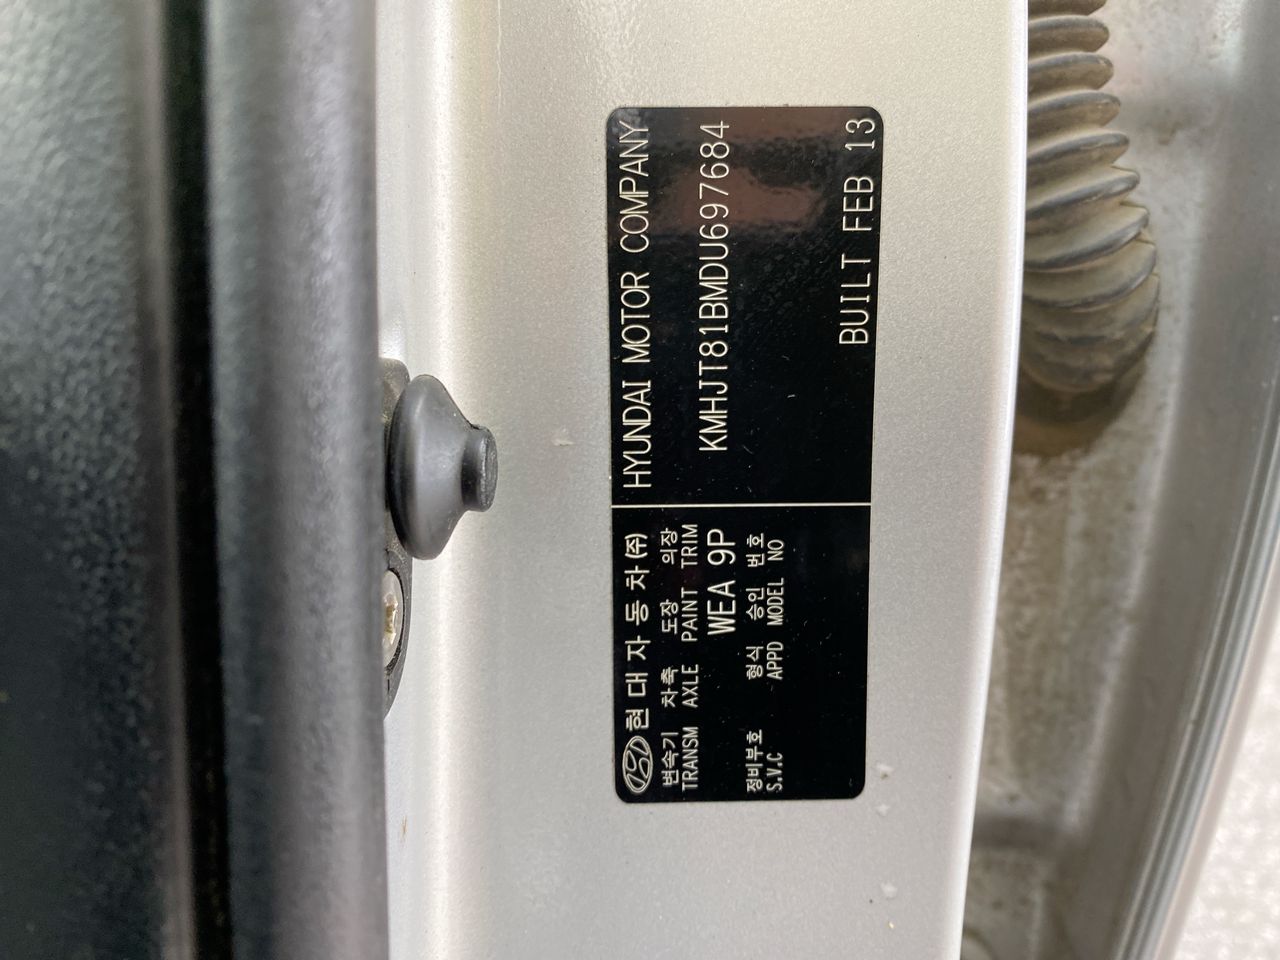 현대자동차(주)
변속기 차축 도장 의장
TRANSM AXLE PAINT TRIM
WEA 9P
정비부호 형식 승인 번호
S.V.C APPD MODEL NO
HYUNDAI MOTOR COMPANY
KMHJT81BMDU697684
BUILT FEB 13